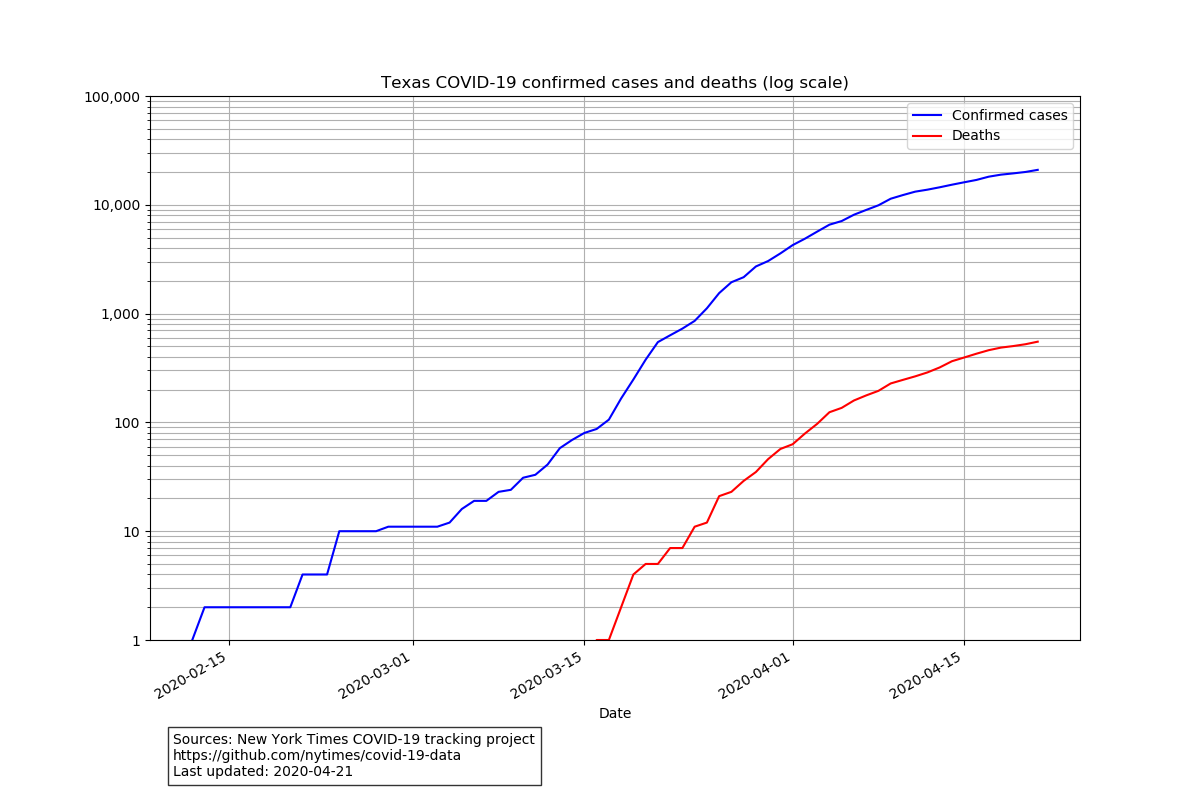 Texas COVID-19 confirmed cases and deaths (log scale)
100,000
10,000
1,000
100
10
1
Confirmed cases
Deaths
2020-02-15
2020-03-01
2020-03-15
2020-04-01
2020-04-15
Date
Sources: New York Times COVID-19 tracking project
https://github.com/nytimes/covid-19-data
Last updated: 2020-04-21